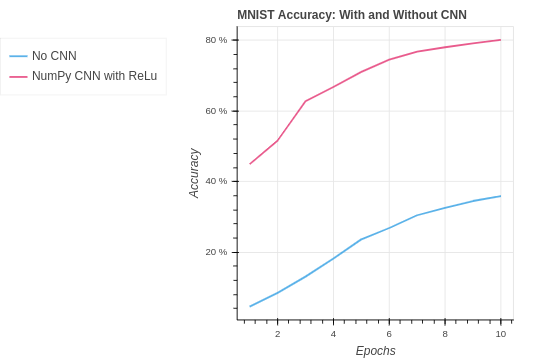 MNIST Accuracy: With and Without CNN
No CNN
NumPy CNN with ReLu
80 %
60 %
40 %
20 %
Accuracy
2 4 6 8 10
Epochs